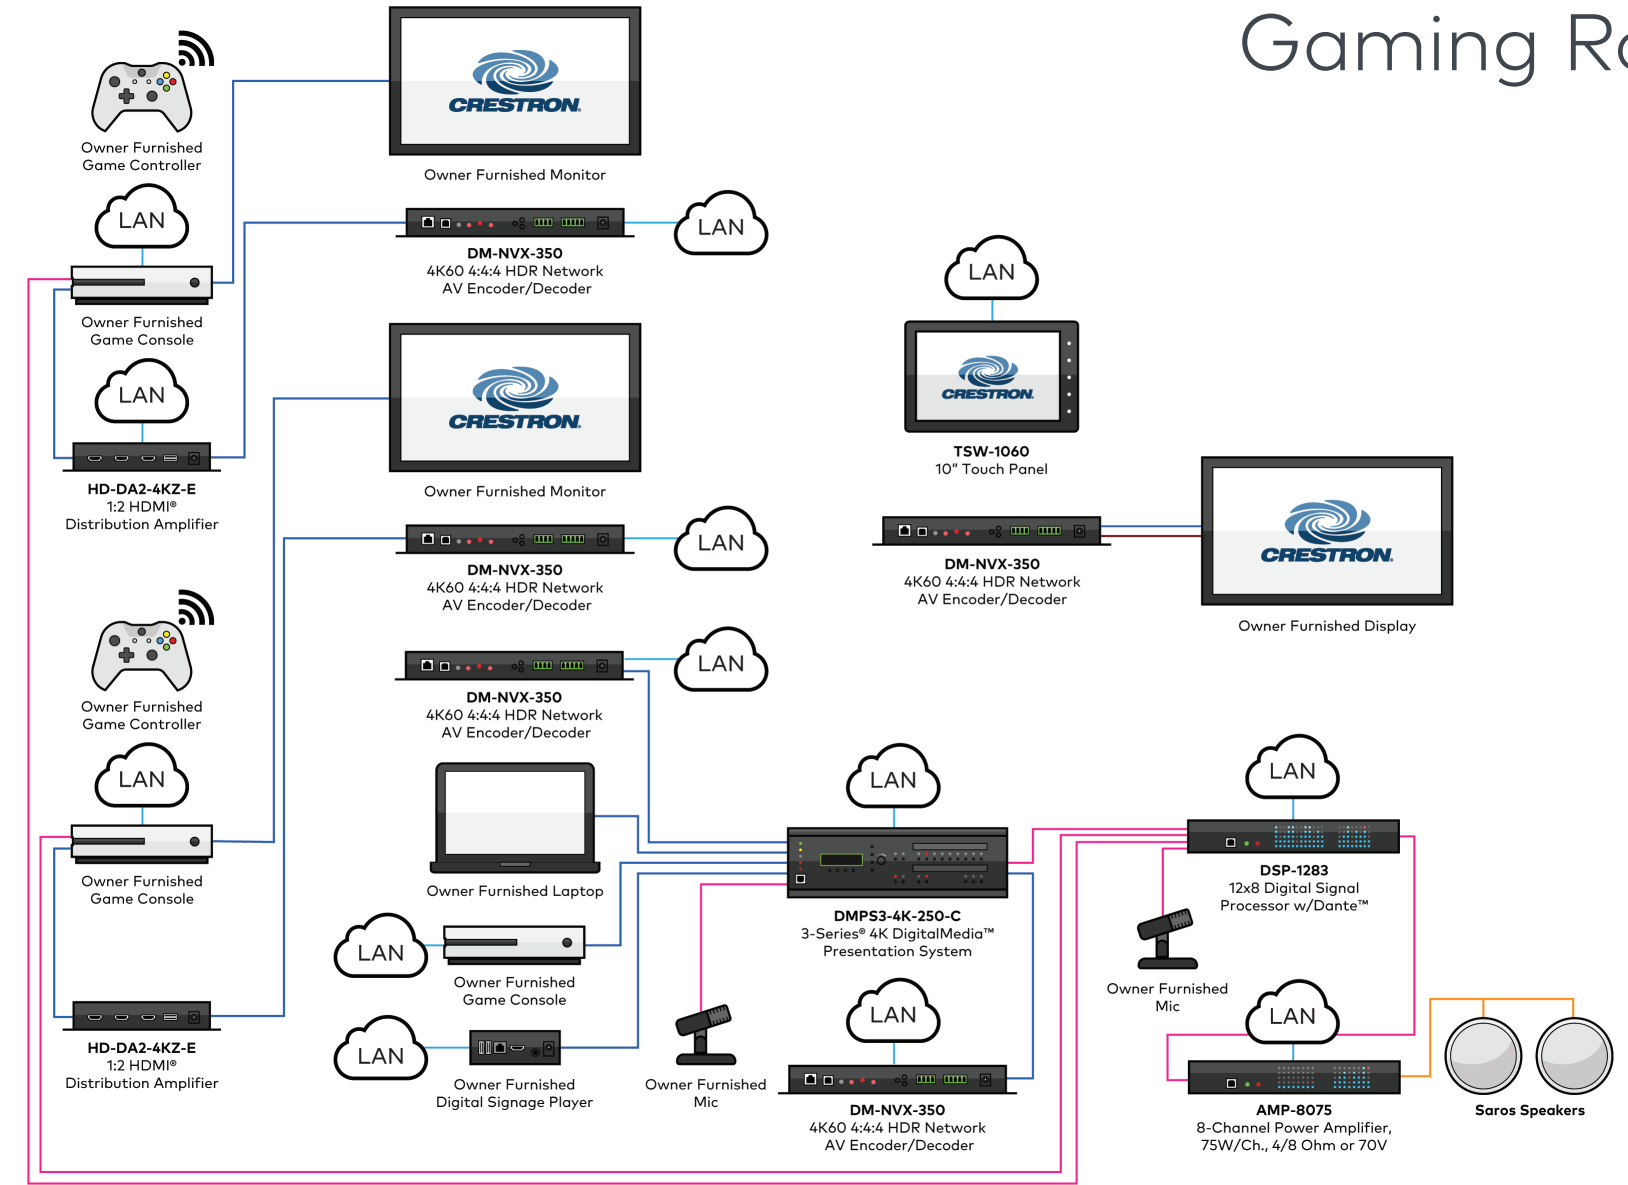 Gaming Ro
CRESTRON.
Owner Furnished
Game Controller
Owner Furnished Monitor
LAN
LAN
DM-NVX-350
4K60 4:4:4 HDR Network
AV Encoder/Decoder
LAN
Owner Furnished
Game Console
LAN
CRESTRON.
CRESTRON.
TSW-1060
10" Touch Panel
HD-DA2-4KZ-E
1:2 HDMI®
Distribution Amplifier
Owner Furnished Monitor
LAN
DM-NVX-350
4K60 4:4:4 HDR Network
AV Encoder/Decoder
CRESTRON.
DM-NVX-350
4K60 4:4:4 HDR Network
AV Encoder/Decoder
Owner Furnished Display
LAN
DM-NVX-350
4K60 4:4:4 HDR Network
AV Encoder/Decoder
Owner Furnished
Game Controller
LAN
Owner Furnished
Game Console
Owner Furnished Laptop
LAN
LAN
DMPS3-4K-250-C
3-Series® 4K DigitalMedia™
Presentation System
DSP-1283
12x8 Digital Signal
Processor w/Dante™
LAN
Owner Furnished
Game Console
Owner Furnished
Mic
HD-DA2-4KZ-E
1:2 HDMI®
Distribution Amplifier
LAN
Owner Furnished
Digital Signage Player
Owner Furnished
Mic
LAN
DM-NVX-350
4K60 4:4:4 HDR Network
AV Encoder/Decoder
LAN
AMP-8075
8-Channel Power Amplifier,
75W/Ch., 4/8 Ohm or 70V
Saros Speakers